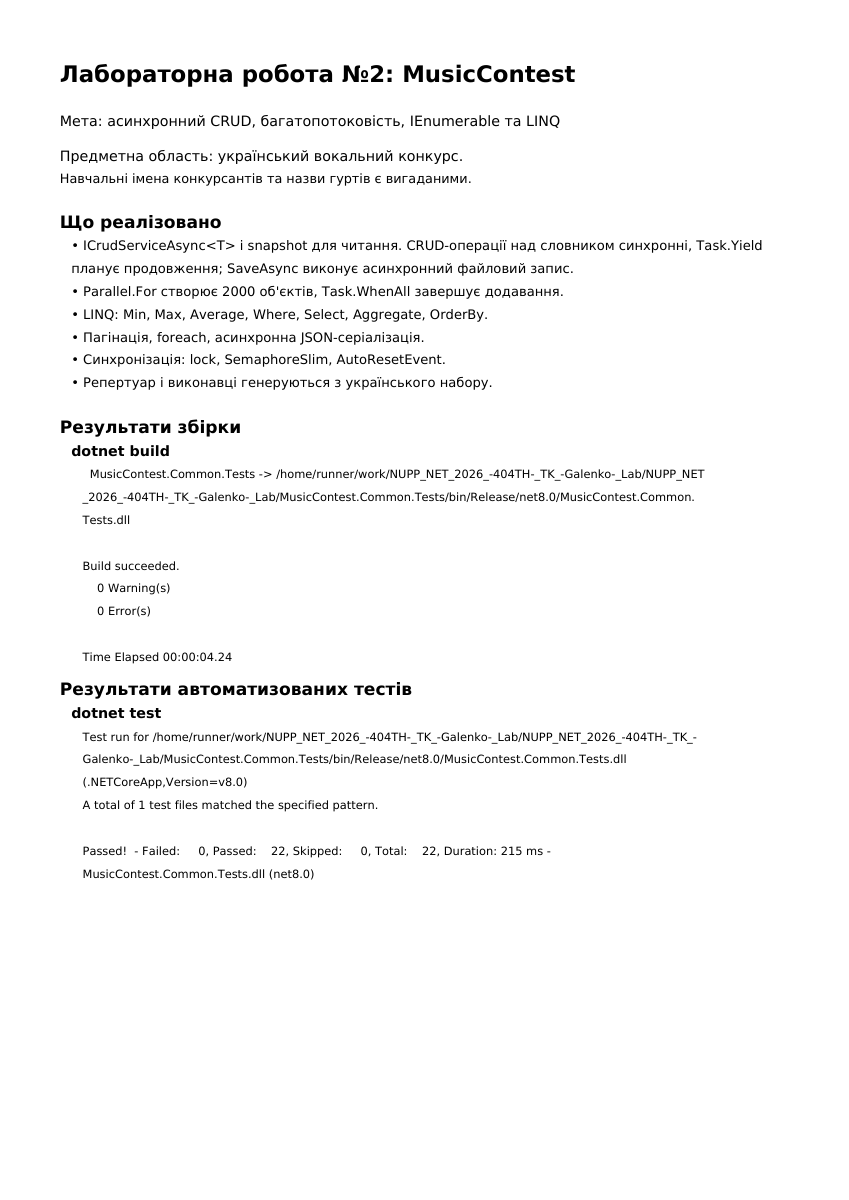 Лабораторна робота №2: MusicContest
Мета: асинхронний CRUD, багатопотоковість, IEnumerable та LINQ
Предметна область: український вокальний конкурс.
Навчальні імена конкурсантів та назви гуртів є вигаданими.
Що реалізовано
• ICrudServiceAsync<T> і snapshot для читання. CRUD-операції над словником синхронні, Task.Yield
планує продовження; SaveAsync виконує асинхронний файловий запис.
• Parallel.For створює 2000 об'єктів, Task.WhenAll завершує додавання.
• LINQ: Min, Max, Average, Where, Select, Aggregate, OrderBy.
• Пагінація, foreach, асинхронна JSON-серіалізація.
• Синхронізація: lock, SemaphoreSlim, AutoResetEvent.
• Репертуар і виконавці генеруються з українського набору.
Результати збірки
dotnet build
MusicContest.Common.Tests -> /home/runner/work/NUPP_NET_2026_-404TH-_TK_-Galenko-_Lab/NUPP_NET
_2026_-404TH-_TK_-Galenko-_Lab/MusicContest.Common.Tests/bin/Release/net8.0/MusicContest.Common.
Tests.dll
Build succeeded.
0 Warning(s)
0 Error(s)
Time Elapsed 00:00:04.24
Результати автоматизованих тестів
dotnet test
Test run for /home/runner/work/NUPP_NET_2026_-404TH-_TK_-Galenko-_Lab/NUPP_NET_2026_-404TH-_TK_-
Galenko-_Lab/MusicContest.Common.Tests/bin/Release/net8.0/MusicContest.Common.Tests.dll
(.NETCoreApp,Version=v8.0)
A total of 1 test files matched the specified pattern.
Passed!  - Failed:     0, Passed:    22, Skipped:     0, Total:    22, Duration: 215 ms -
MusicContest.Common.Tests.dll (net8.0)